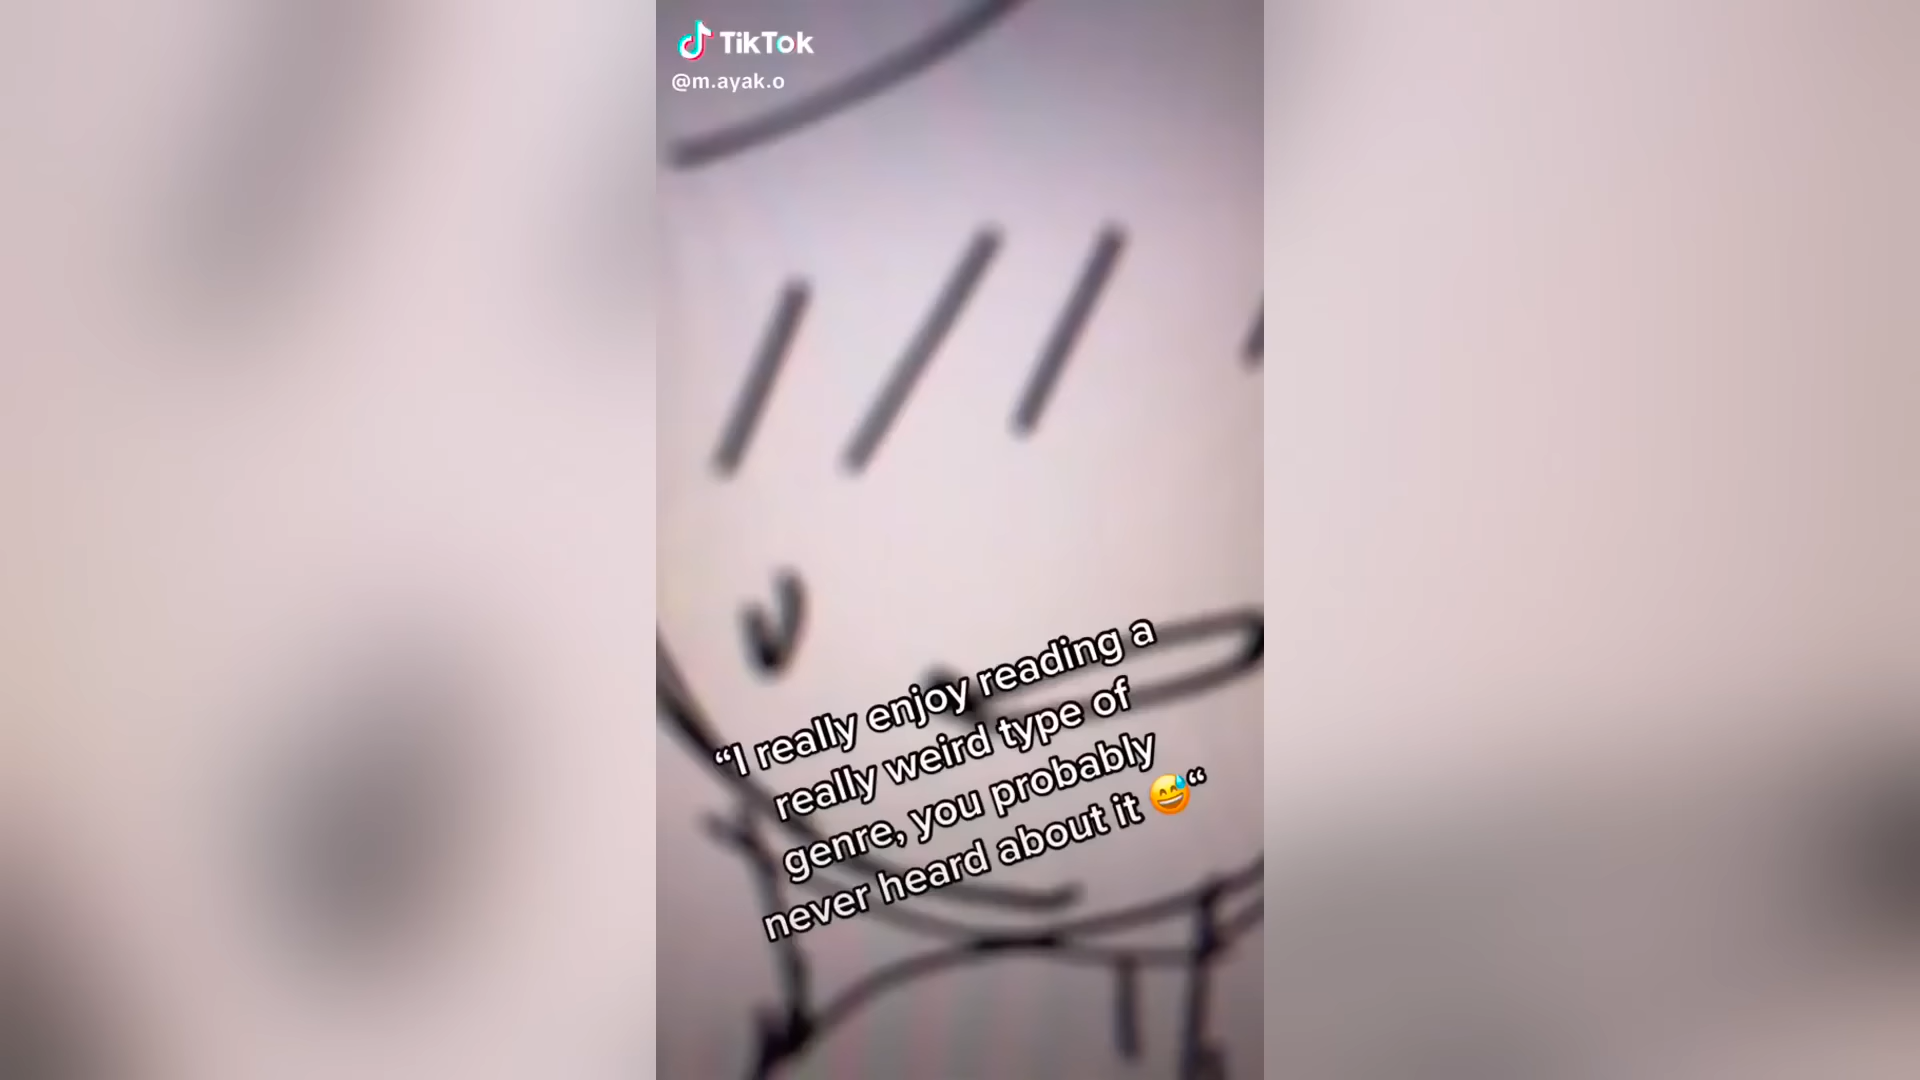 TikTok
@m.ayak.o
“I really enjoy reading a
really weird type of
genre, you probably
never heard about it 😅“